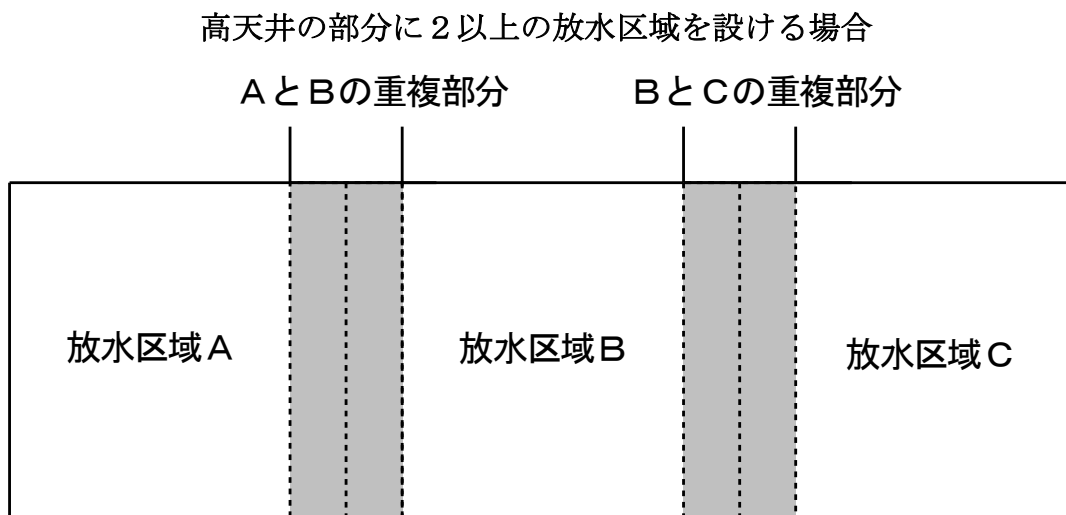 高天井の部分に２以上の放水区域を設ける場合
ＡとＢの重複部分
ＢとＣの重複部分
放水区域Ａ
放水区域Ｂ
放水区域Ｃ